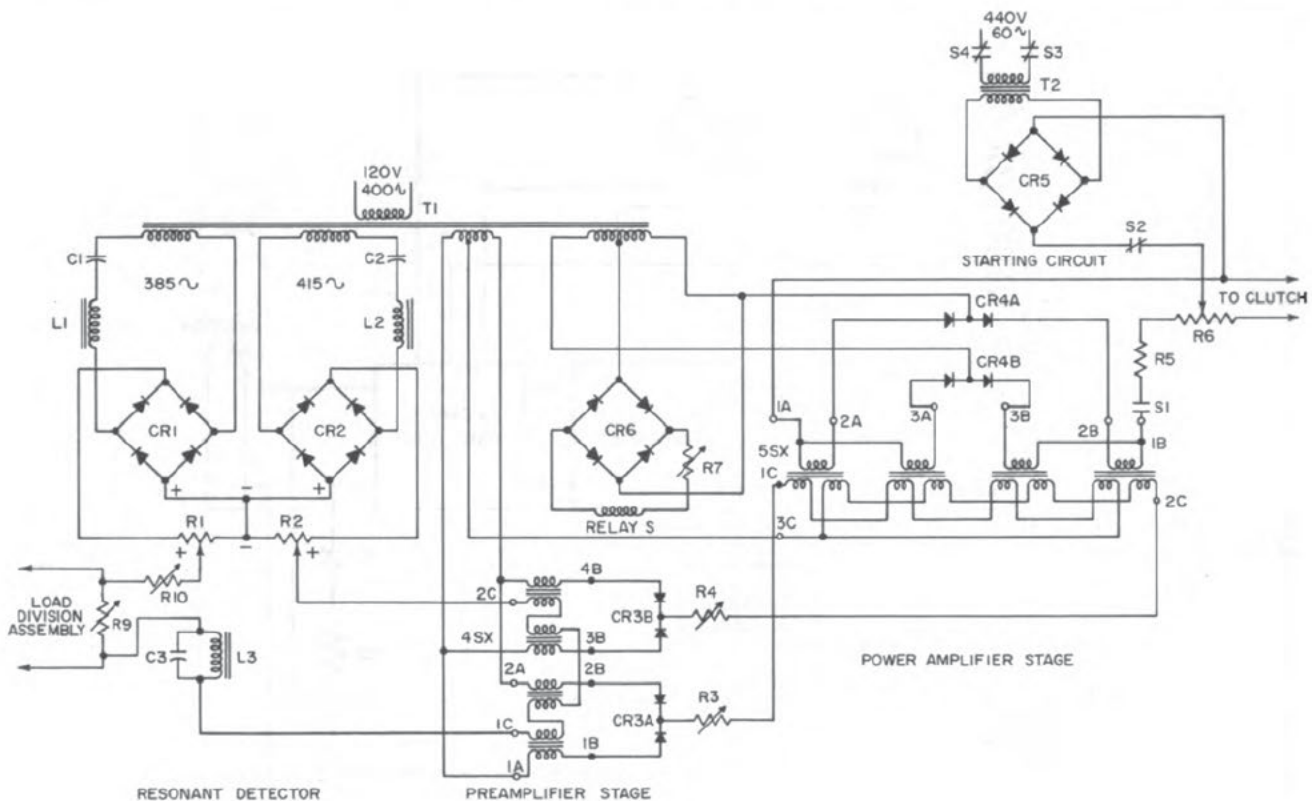 440V
60~
S4
S3
T2
CR5
S2
STARTING CIRCUIT
TO CLUTCH
R6
R5
S1
120V
400~
T1
C1
385~
415~
C2
L1
L2
CR1
CR2
+
-
+
R1
R2
+
-
+
CR6
R7
RELAY S
CR4A
CR4B
1A
2A
3A
3B
2B
1B
5SX
1C
3C
2C
LOAD
DIVISION
ASSEMBLY
R10
R9
C3
L3
2C
4B
CR3B
R4
4SX
3B
2A
2B
CR3A
R3
1C
1B
1A
POWER AMPLIFIER STAGE
RESONANT DETECTOR
PREAMPLIFIER STAGE